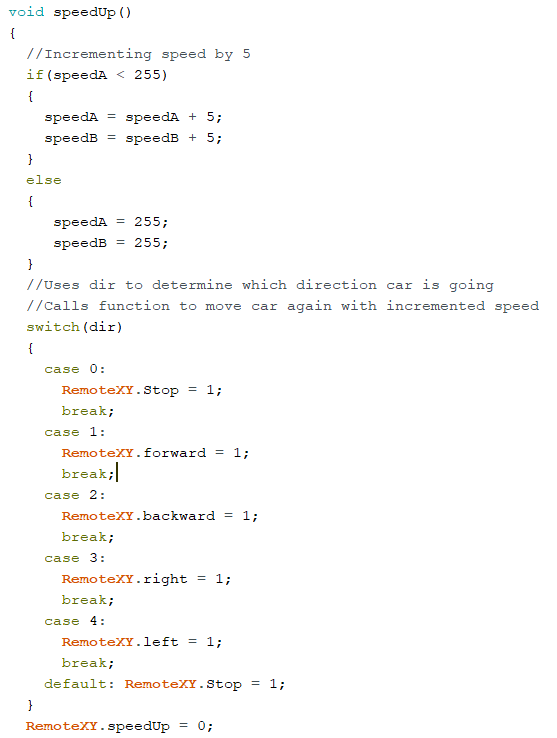 void speedUp()
{
  //Incrementing speed by 5
  if(speedA < 255)
  {
    speedA = speedA + 5;
    speedB = speedB + 5;
  }
  else
  {
     speedA = 255;
     speedB = 255;
  }
  //Uses dir to determine which direction car is going
  //Calls function to move car again with incremented speed
  switch(dir)
  {
    case 0:
      RemoteXY.Stop = 1;
      break;
    case 1:
      RemoteXY.forward = 1;
      break;
    case 2:
      RemoteXY.backward = 1;
      break;
    case 3:
      RemoteXY.right = 1;
      break;
    case 4:
      RemoteXY.left = 1;
      break;
    default: RemoteXY.Stop = 1;
  }
  RemoteXY.speedUp = 0;